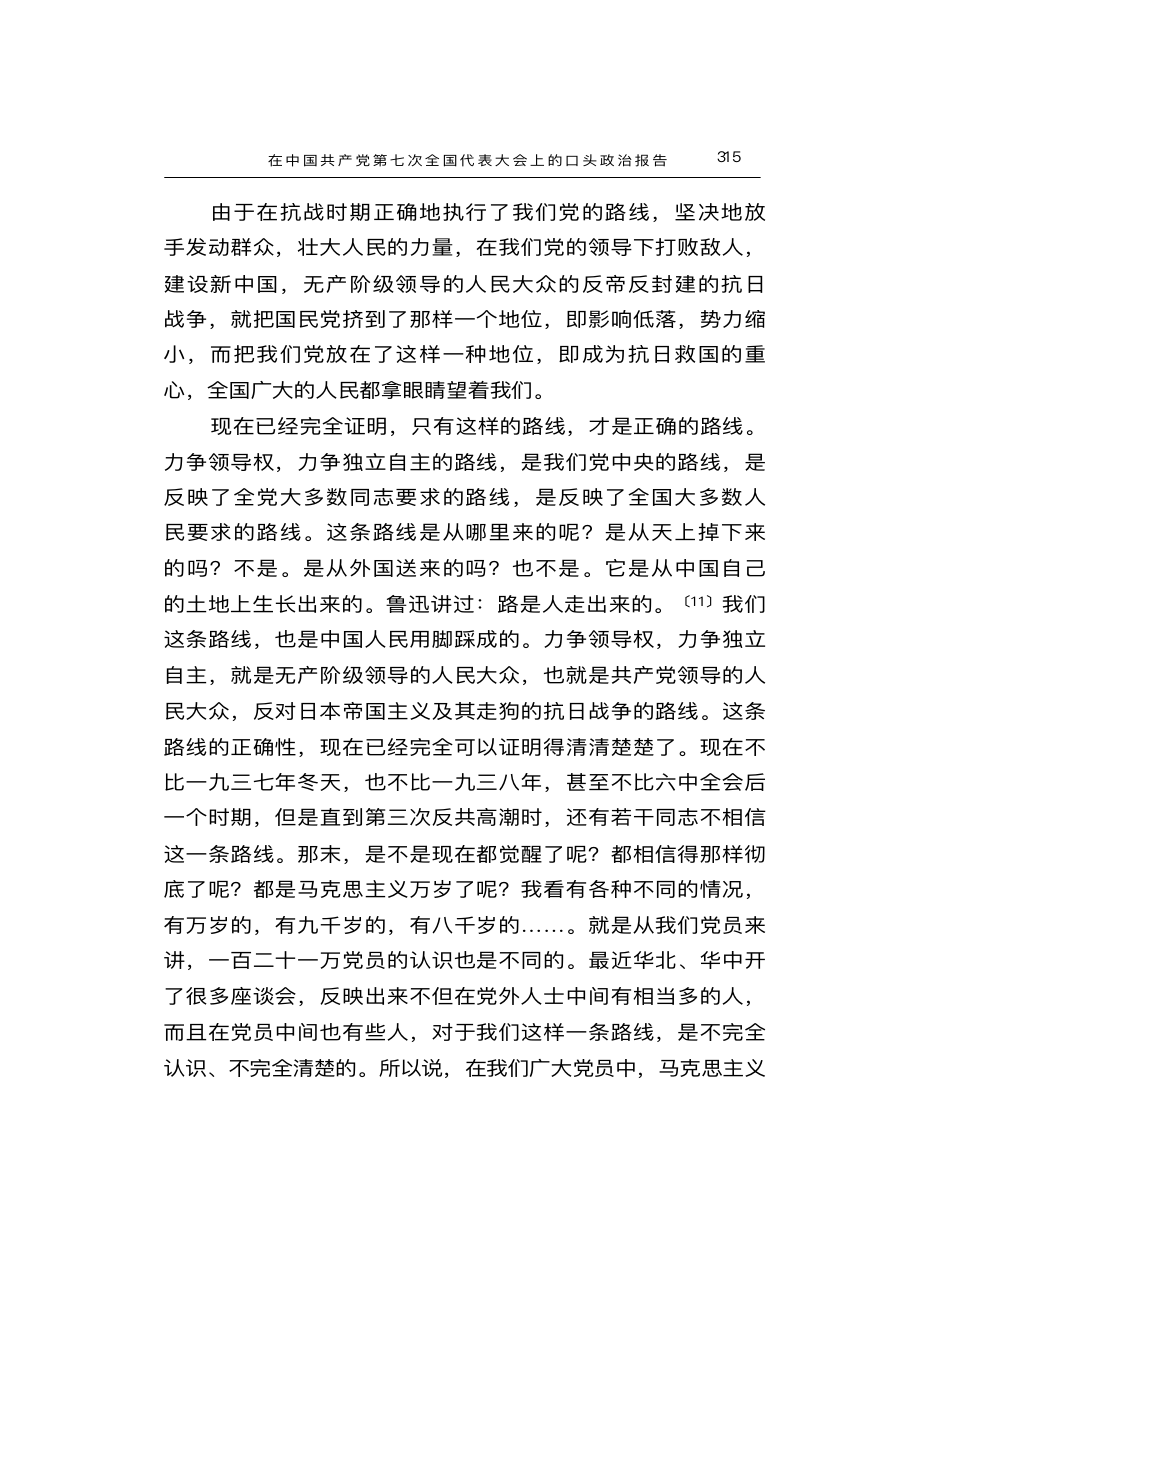 在中国共产党第七次全国代表大会上的口头政治报告 315
由于在抗战时期正确地执行了我们党的路线，坚决地放
手发动群众，壮大人民的力量，在我们党的领导下打败敌人，
建设新中国，无产阶级领导的人民大众的反帝反封建的抗日
战争，就把国民党挤到了那样一个地位，即影响低落，势力缩
小，而把我们党放在了这样一种地位，即成为抗日救国的重
心，全国广大的人民都拿眼睛望着我们。
现在已经完全证明，只有这样的路线，才是正确的路线。
力争领导权，力争独立自主的路线，是我们党中央的路线，是
反映了全党大多数同志要求的路线，是反映了全国大多数人
民要求的路线。这条路线是从哪里来的呢？是从天上掉下来
的吗？不是。是从外国送来的吗？也不是。它是从中国自己
的土地上生长出来的。鲁迅讲过：路是人走出来的。〔11〕我们
这条路线，也是中国人民用脚踩成的。力争领导权，力争独立
自主，就是无产阶级领导的人民大众，也就是共产党领导的人
民大众，反对日本帝国主义及其走狗的抗日战争的路线。这条
路线的正确性，现在已经完全可以证明得清清楚楚了。现在不
比一九三七年冬天，也不比一九三八年，甚至不比六中全会后
一个时期，但是直到第三次反共高潮时，还有若干同志不相信
这一条路线。那末，是不是现在都觉醒了呢？都相信得那样彻
底了呢？都是马克思主义万岁了呢？我看有各种不同的情况，
有万岁的，有九千岁的，有八千岁的……。就是从我们党员来
讲，一百二十一万党员的认识也是不同的。最近华北、华中开
了很多座谈会，反映出来不但在党外人士中间有相当多的人，
而且在党员中间也有些人，对于我们这样一条路线，是不完全
认识、不完全清楚的。所以说，在我们广大党员中，马克思主义